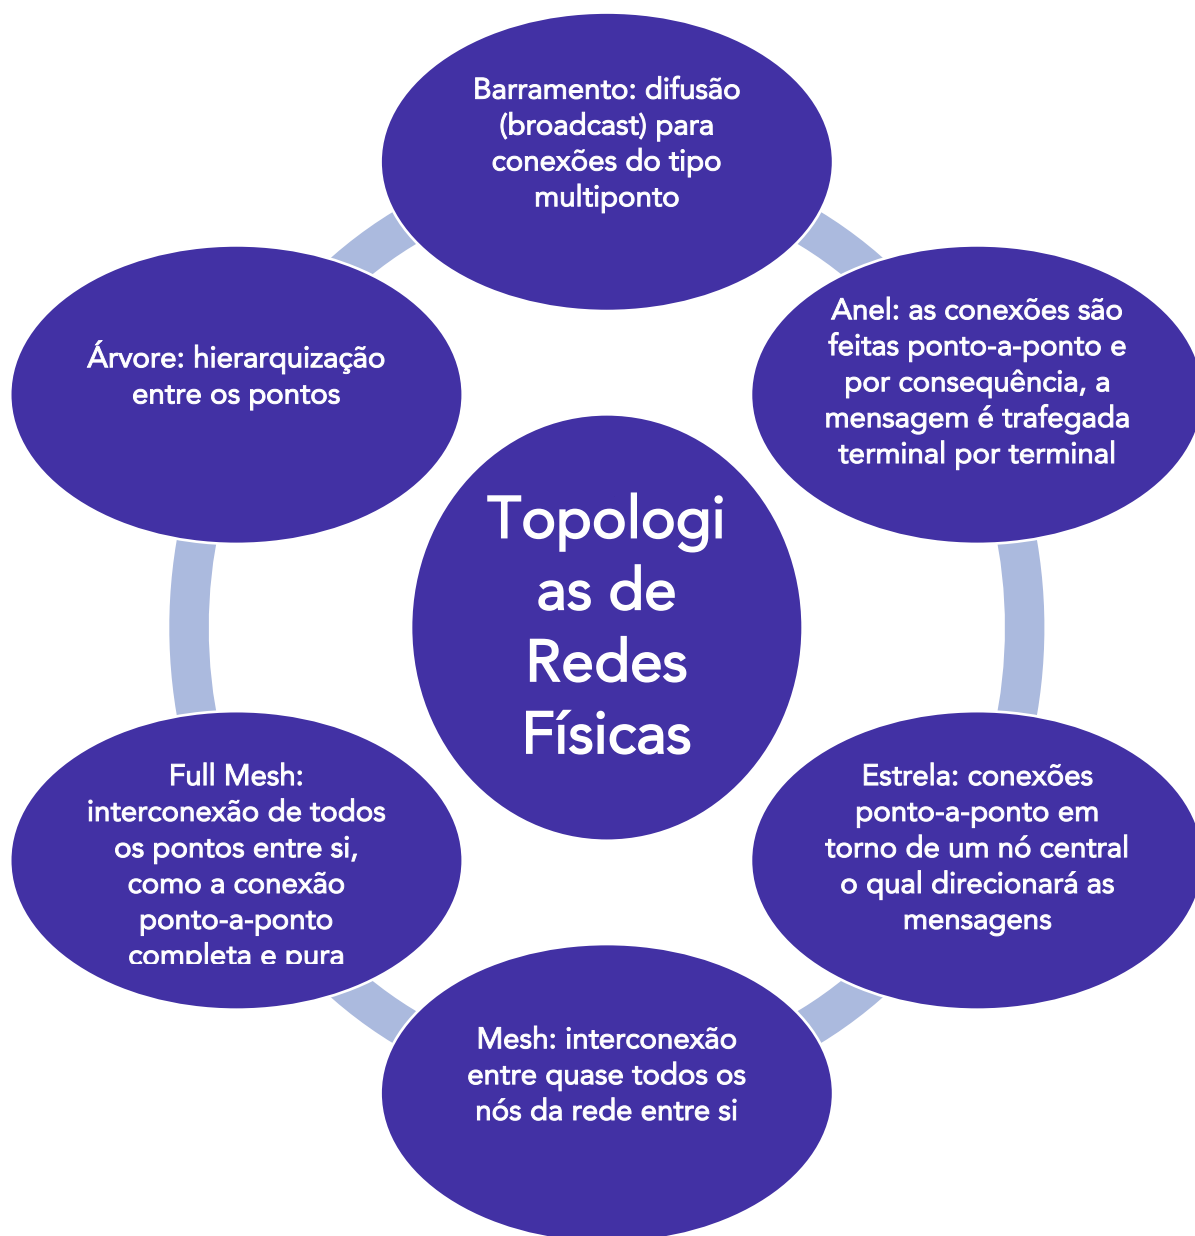 Barramento: difusão
(broadcast) para
conexões do tipo
multiponto
Anel: as conexões são
feitas ponto-a-ponto e
por consequência, a
mensagem é trafegada
terminal por terminal
Árvore: hierarquização
entre os pontos
Topologi
as de
Redes
Físicas
Full Mesh:
interconexão de todos
os pontos entre si,
como a conexão
ponto-a-ponto
completa e pura
Estrela: conexões
ponto-a-ponto em
torno de um nó central
o qual direcionará as
mensagens
Mesh: interconexão
entre quase todos os
nós da rede entre si